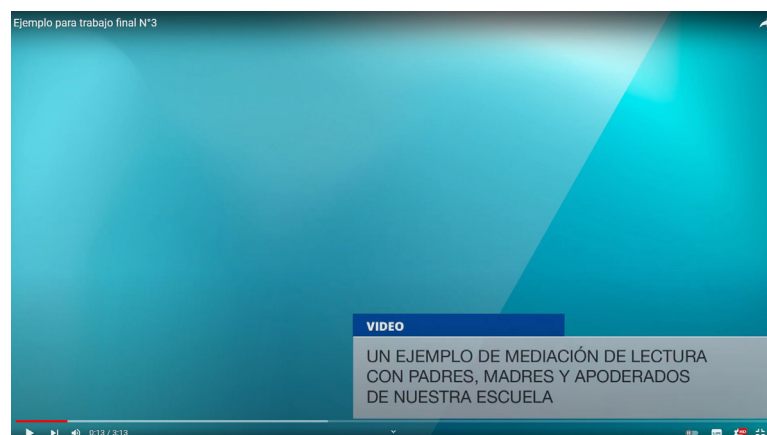 Ejemplo para trabajo final N°3
VIDEO
UN EJEMPLO DE MEDIACIÓN DE LECTURA
CON PADRES, MADRES Y APODERADOS
DE NUESTRA ESCUELA
0:13 / 3:13